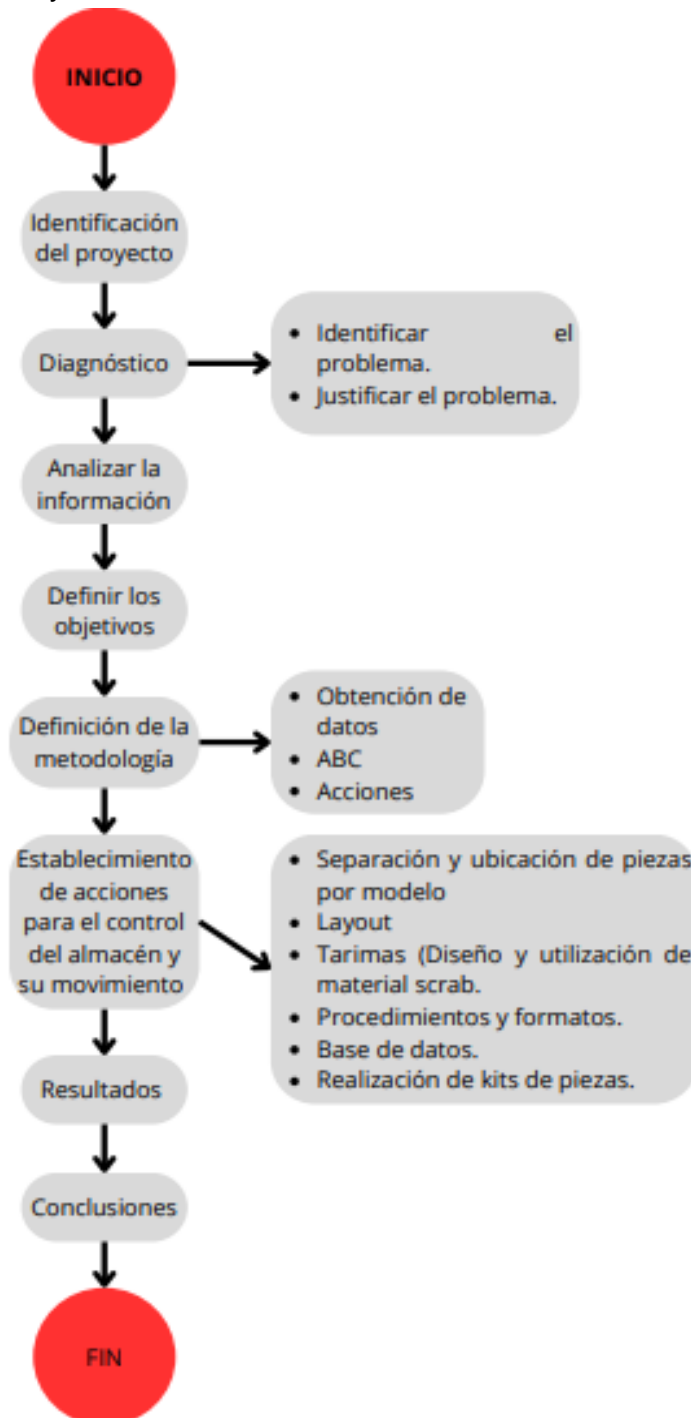 INICIO
Identificación
del proyecto
Diagnóstico
• Identificar el
problema.
• Justificar el problema.
Analizar la
información
Definir los
objetivos
Definición de la
metodología
• Obtención de
datos
• ABC
• Acciones
Establecimiento
de acciones
para el control
del almacén y
su movimiento
• Separación y ubicación de piezas
por modelo
• Layout
• Tarimas (Diseño y utilización de
material scrab.
• Procedimientos y formatos.
• Base de datos.
• Realización de kits de piezas.
Resultados
Conclusiones
FIN